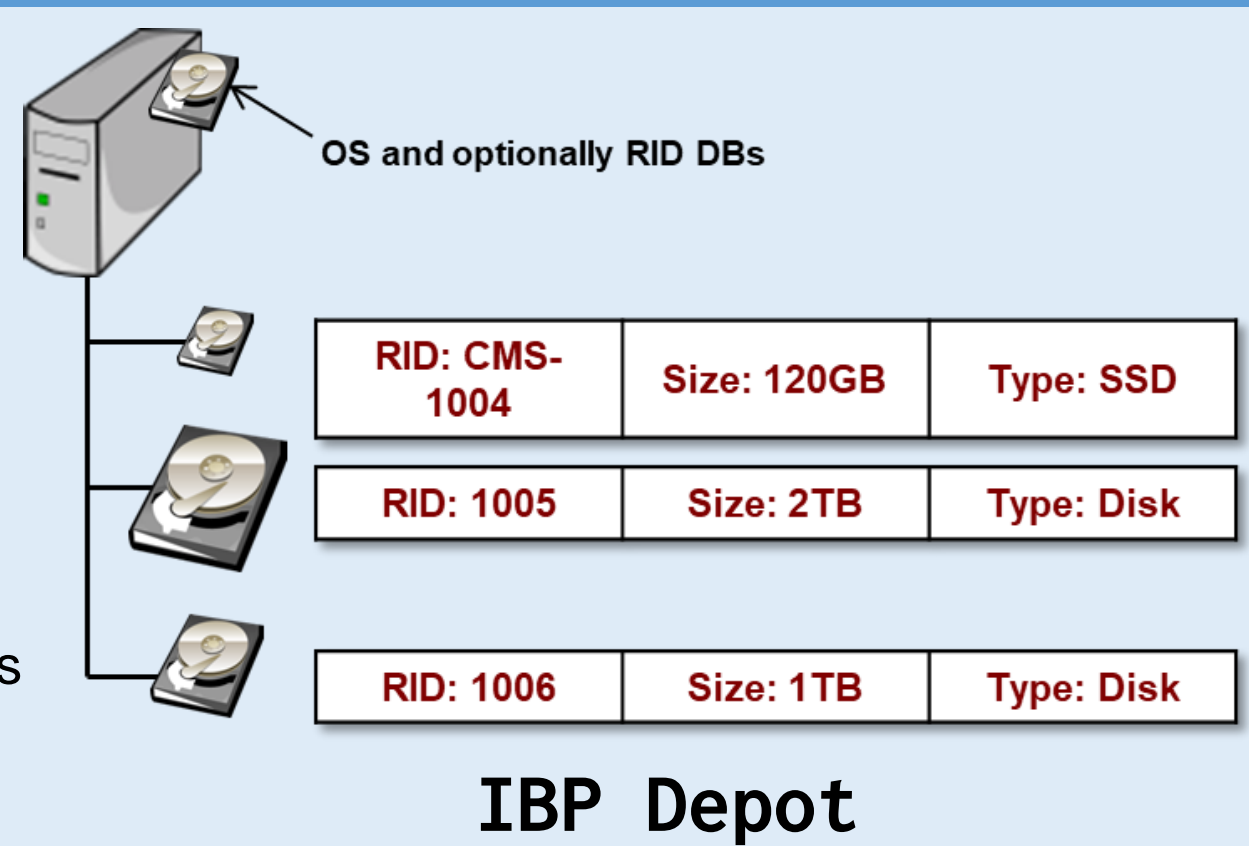 OS and optionally RID DBs
RID: CMS-
1004
Size: 120GB
Type: SSD
RID: 1005
Size: 2TB
Type: Disk
s
RID: 1006
Size: 1TB
Type: Disk
IBP Depot